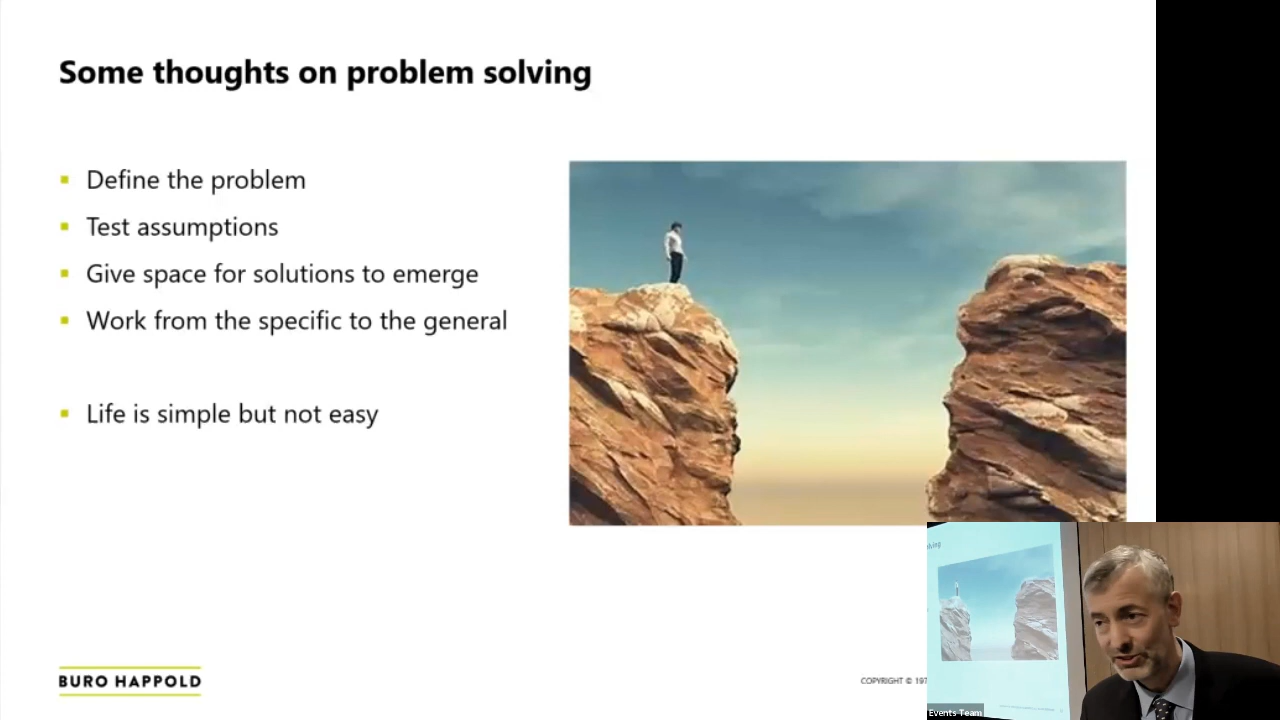 Some thoughts on problem solving
Define the problem
Test assumptions
Give space for solutions to emerge
Work from the specific to the general
Life is simple but not easy
BURO HAPPOLD
COPYRIGHT ©
Events Team